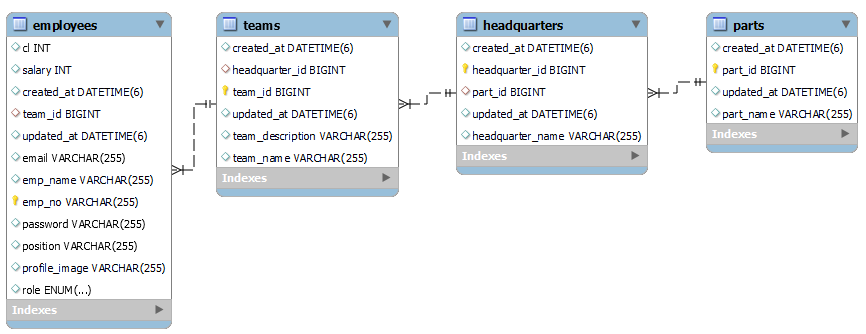 employees
cl INT
salary INT
created_at DATETIME(6)
team_id BIGINT
updated_at DATETIME(6)
email VARCHAR(255)
emp_name VARCHAR(255)
emp_no VARCHAR(255)
password VARCHAR(255)
position VARCHAR(255)
profile_image VARCHAR(255)
role ENUM(...)
Indexes
teams
created_at DATETIME(6)
headquarter_id BIGINT
team_id BIGINT
updated_at DATETIME(6)
team_description VARCHAR(255)
team_name VARCHAR(255)
Indexes
headquarters
created_at DATETIME(6)
headquarter_id BIGINT
part_id BIGINT
updated_at DATETIME(6)
headquarter_name VARCHAR(255)
Indexes
parts
created_at DATETIME(6)
part_id BIGINT
updated_at DATETIME(6)
part_name VARCHAR(255)
Indexes